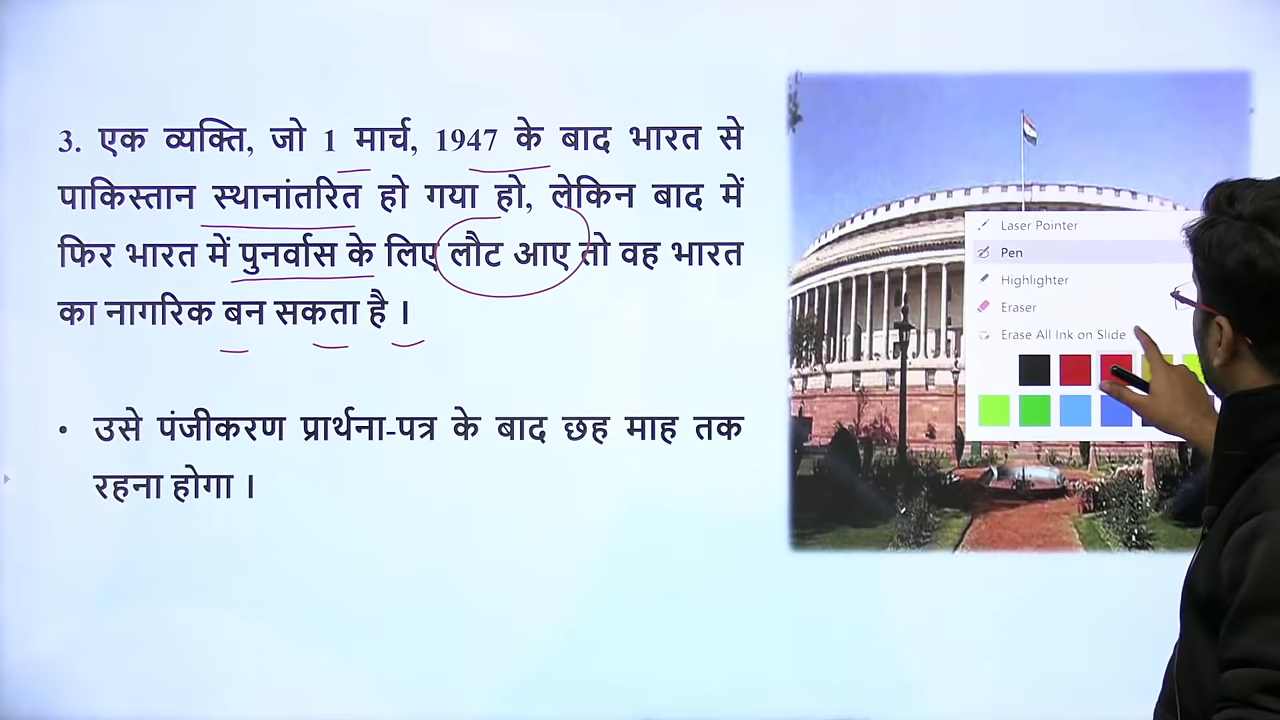 3. एक व्यक्ति, जो 1 मार्च, 1947 के बाद भारत से
पाकिस्तान स्थानांतरित हो गया हो, लेकिन बाद में
फिर भारत में पुनर्वास के लिए लौट आए तो वह भारत
का नागरिक बन सकता है ।
• उसे पंजीकरण प्रार्थना-पत्र के बाद छह माह तक
रहना होगा ।
Laser Pointer
Pen
Highlighter
Eraser
Erase All Ink on Slide